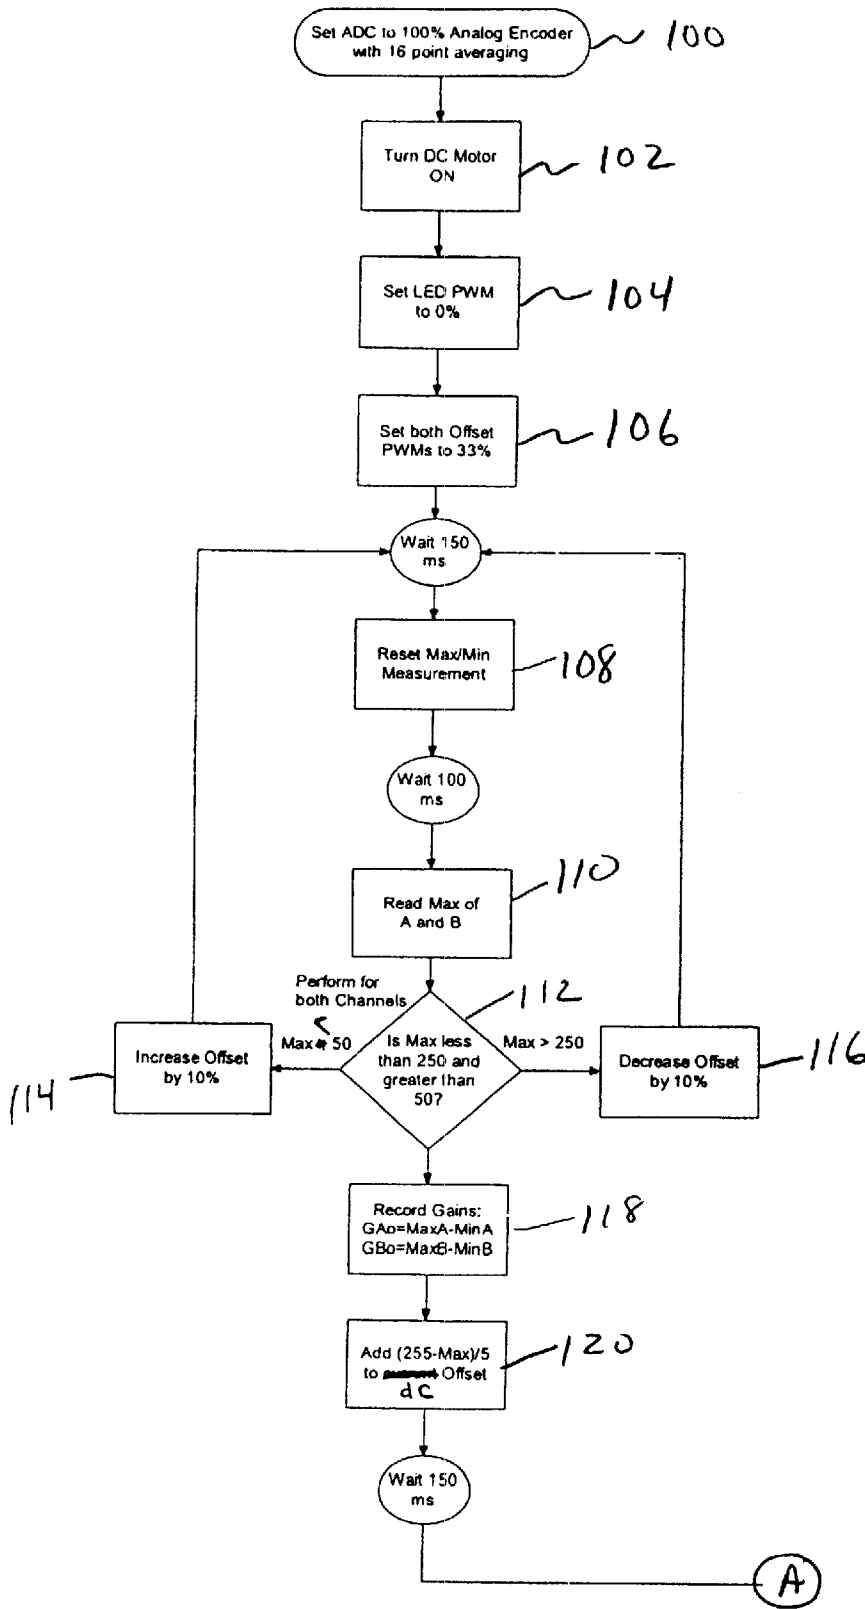 Set ADC to 100% Analog Encoder
with 16 point averaging
100
Turn DC Motor
ON
102
Set LED PWM
to 0%
104
Set both Offset
PWMs to 33%
106
Wait 150
ms
Reset Max/Min
Measurement
108
Wait 100
ms
Read Max of
A and B
110
Perform for
both Channels
112
Max < 50
Is Max less
than 250 and
greater than
50?
Max > 250
Increase Offset
by 10%
114
Decrease Offset
by 10%
116
Record Gains:
GAo=MaxA-MinA
GBo=MaxB-MinB
118
Add (255-Max)/5
to Offset
dc
120
Wait 150
ms
A